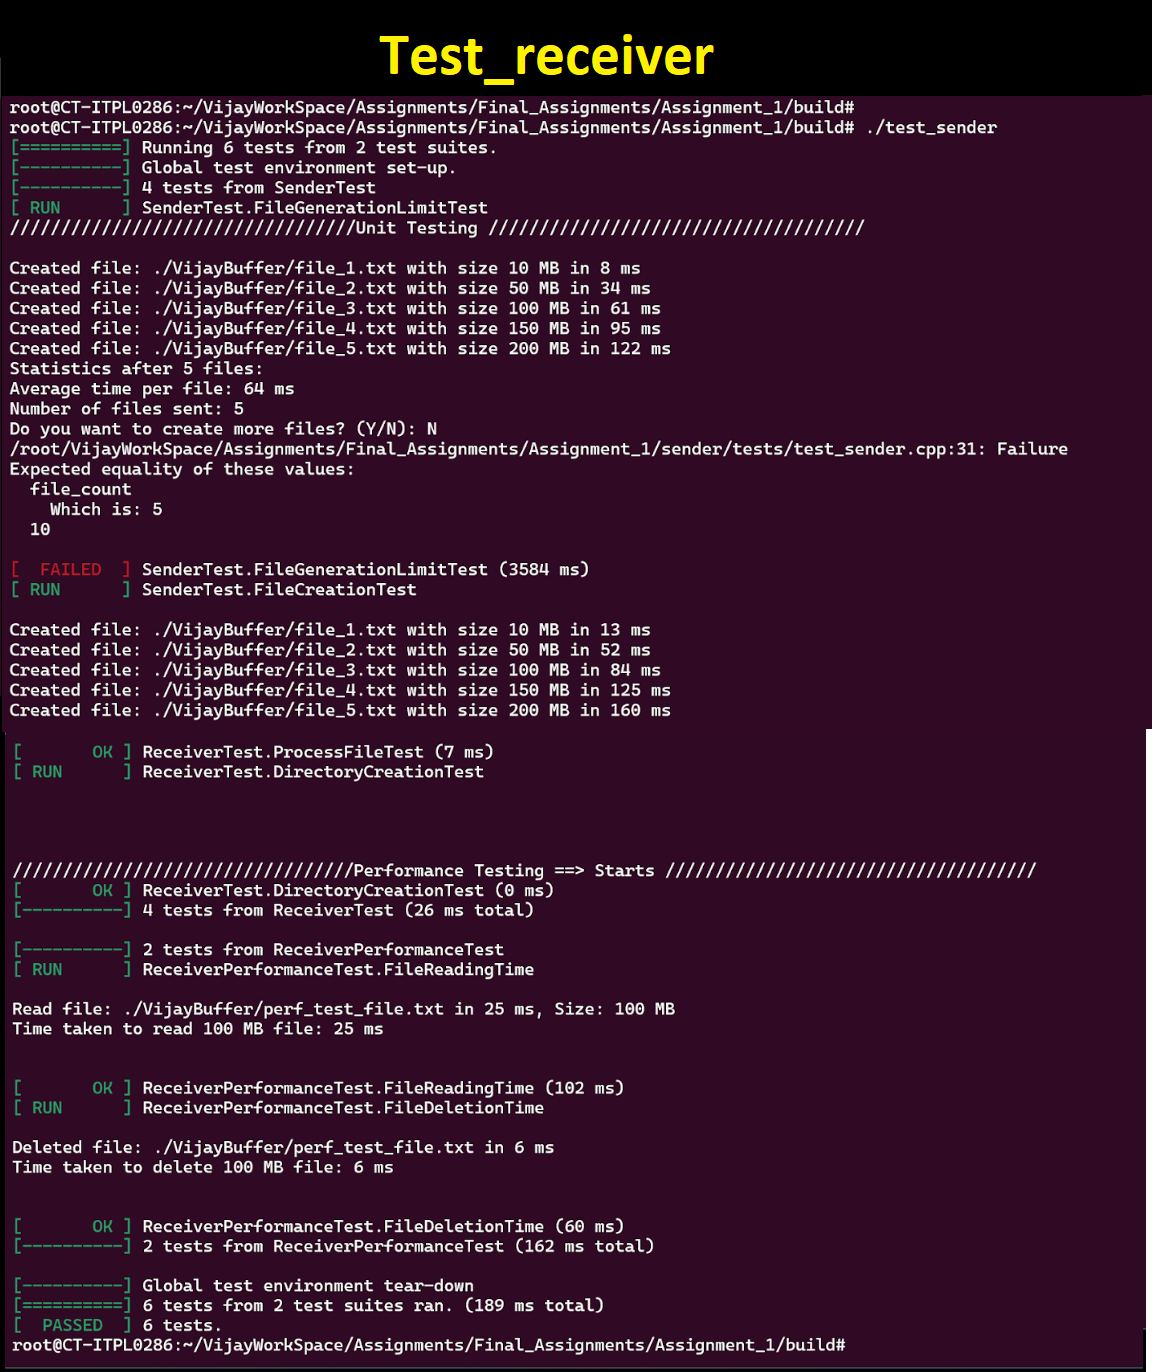 Test_receiver
root@CT-ITPL0286:~/VijayWorkSpace/Assignments/Final_Assignments/Assignment_1/build#
root@CT-ITPL0286:~/VijayWorkSpace/Assignments/Final_Assignments/Assignment_1/build# ./test_sender
[==========] Running 6 tests from 2 test suites.
[----------] Global test environment set-up.
[----------] 4 tests from SenderTest
[ RUN      ] SenderTest.FileGenerationLimitTest
//////////////////////////////////Unit Testing /////////////////////////////////////
Created file: ./VijayBuffer/file_1.txt with size 10 MB in 8 ms
Created file: ./VijayBuffer/file_2.txt with size 50 MB in 34 ms
Created file: ./VijayBuffer/file_3.txt with size 100 MB in 61 ms
Created file: ./VijayBuffer/file_4.txt with size 150 MB in 95 ms
Created file: ./VijayBuffer/file_5.txt with size 200 MB in 122 ms
Statistics after 5 files:
Average time per file: 64 ms
Number of files sent: 5
Do you want to create more files? (Y/N): N
/root/VijayWorkSpace/Assignments/Final_Assignments/Assignment_1/sender/tests/test_sender.cpp:31: Failure
Expected equality of these values:
  file_count
    Which is: 5
  10
[  FAILED  ] SenderTest.FileGenerationLimitTest (3584 ms)
[ RUN      ] SenderTest.FileCreationTest
Created file: ./VijayBuffer/file_1.txt with size 10 MB in 13 ms
Created file: ./VijayBuffer/file_2.txt with size 50 MB in 52 ms
Created file: ./VijayBuffer/file_3.txt with size 100 MB in 84 ms
Created file: ./VijayBuffer/file_4.txt with size 150 MB in 125 ms
Created file: ./VijayBuffer/file_5.txt with size 200 MB in 160 ms
[       OK ] ReceiverTest.ProcessFileTest (7 ms)
[ RUN      ] ReceiverTest.DirectoryCreationTest
//////////////////////////////////Performance Testing ==> Starts /////////////////////////////////////
[       OK ] ReceiverTest.DirectoryCreationTest (0 ms)
[----------] 4 tests from ReceiverTest (26 ms total)
[----------] 2 tests from ReceiverPerformanceTest
[ RUN      ] ReceiverPerformanceTest.FileReadingTime
Read file: ./VijayBuffer/perf_test_file.txt in 25 ms, Size: 100 MB
Time taken to read 100 MB file: 25 ms
[       OK ] ReceiverPerformanceTest.FileReadingTime (102 ms)
[ RUN      ] ReceiverPerformanceTest.FileDeletionTime
Deleted file: ./VijayBuffer/perf_test_file.txt in 6 ms
Time taken to delete 100 MB file: 6 ms
[       OK ] ReceiverPerformanceTest.FileDeletionTime (60 ms)
[----------] 2 tests from ReceiverPerformanceTest (162 ms total)
[----------] Global test environment tear-down
[==========] 6 tests from 2 test suites ran. (189 ms total)
[  PASSED  ] 6 tests.
root@CT-ITPL0286:~/VijayWorkSpace/Assignments/Final_Assignments/Assignment_1/build#